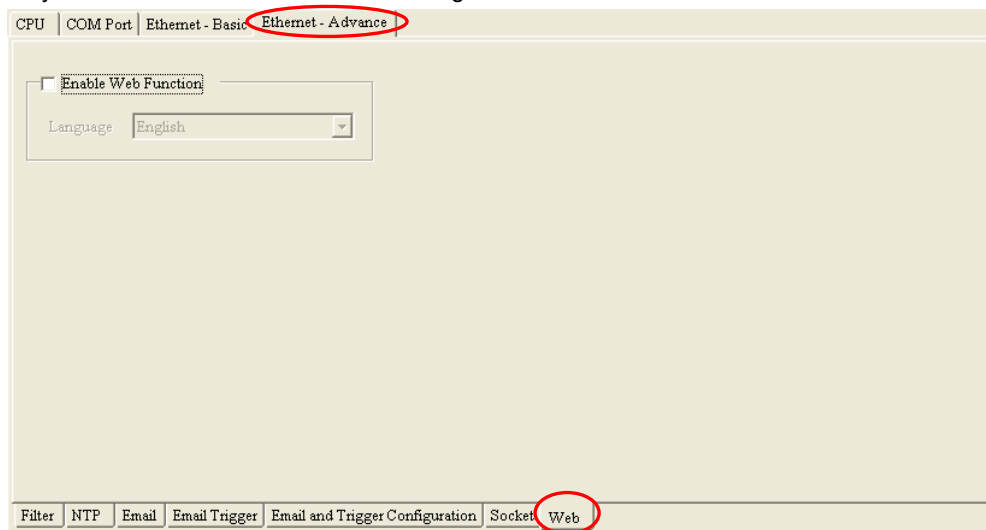 CPU COM Port Ethernet - Basic Ethernet - Advance
Enable Web Function
Language English
Filter NTP Email Email Trigger Email and Trigger Configuration Socket Web